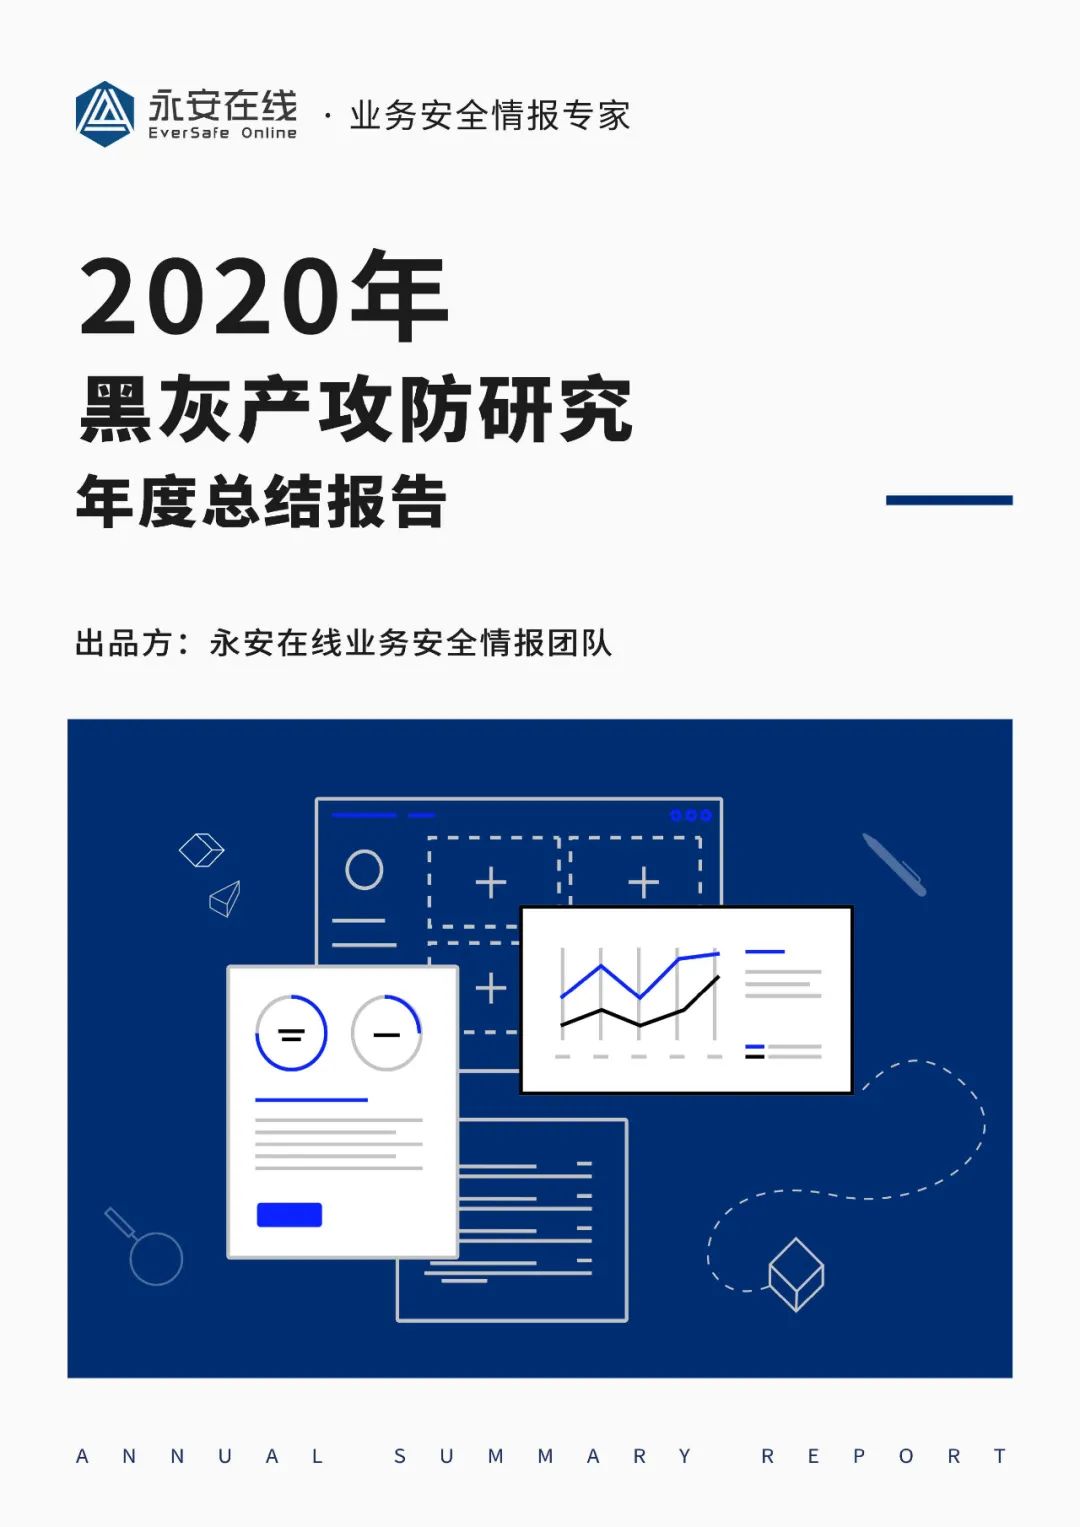 永安在线
EverSafe Online
· 业务安全情报专家
2020年
黑灰产攻防研究
年度总结报告
出品方：永安在线业务安全情报团队
ANNUAL SUMMARY REPORT